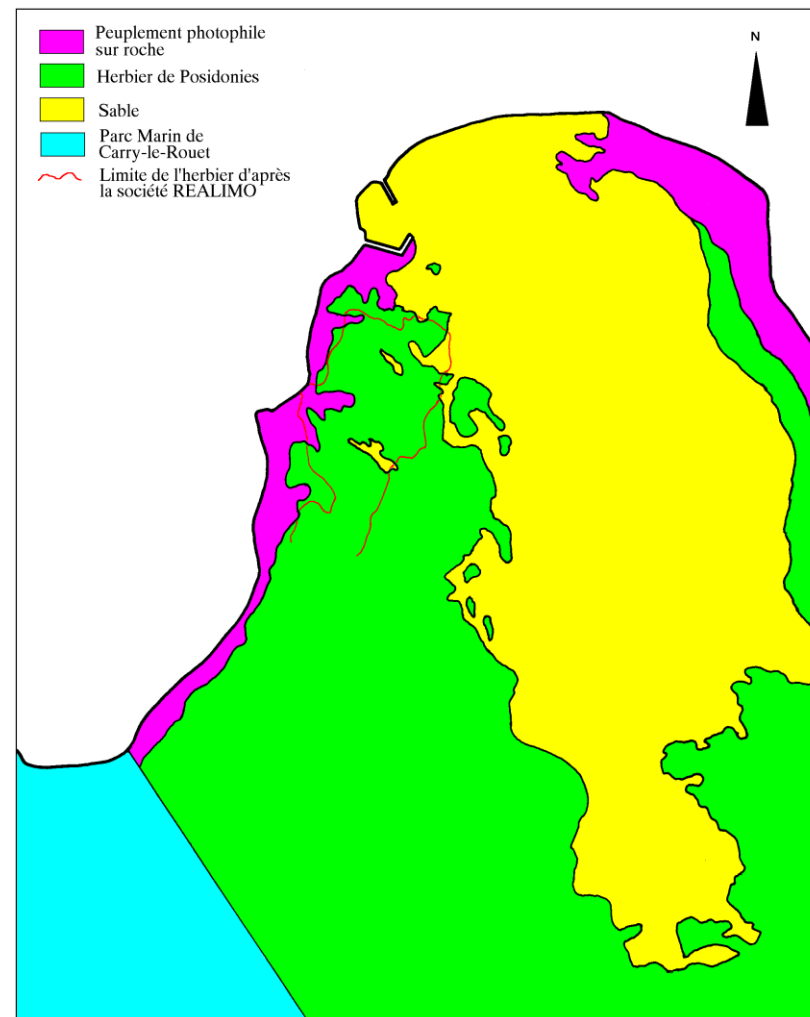 Peuplement photophile
sur roche
Herbier de Posidonies
Sable
Parc Marin de
Carry-le-Rouet
Limite de l'herbier d'après
la société REALIMO
N